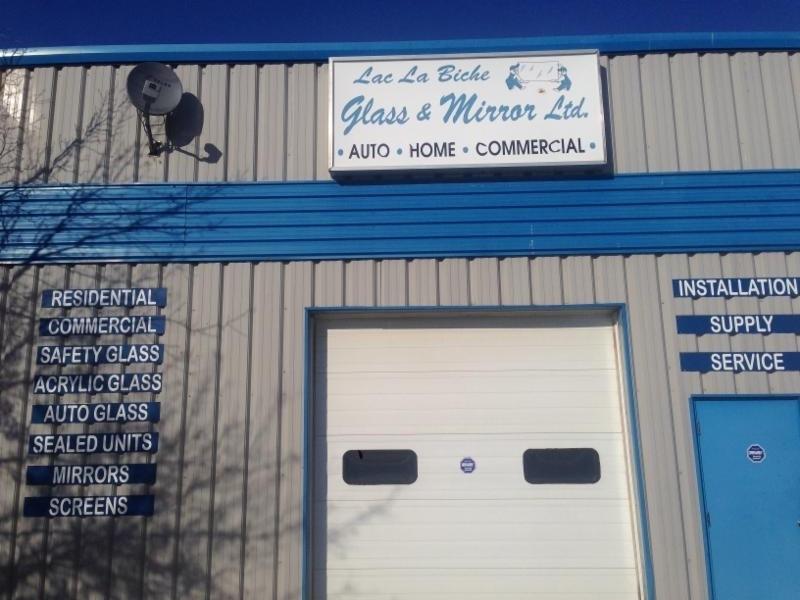 Lac La Biche
Glass & Mirror Ltd.
• AUTO • HOME • COMMERCIAL •
RESIDENTIAL
COMMERCIAL
SAFETY GLASS
ACRYLIC GLASS
AUTO GLASS
SEALED UNITS
MIRRORS
SCREENS
INSTALLATION
SUPPLY
SERVICE